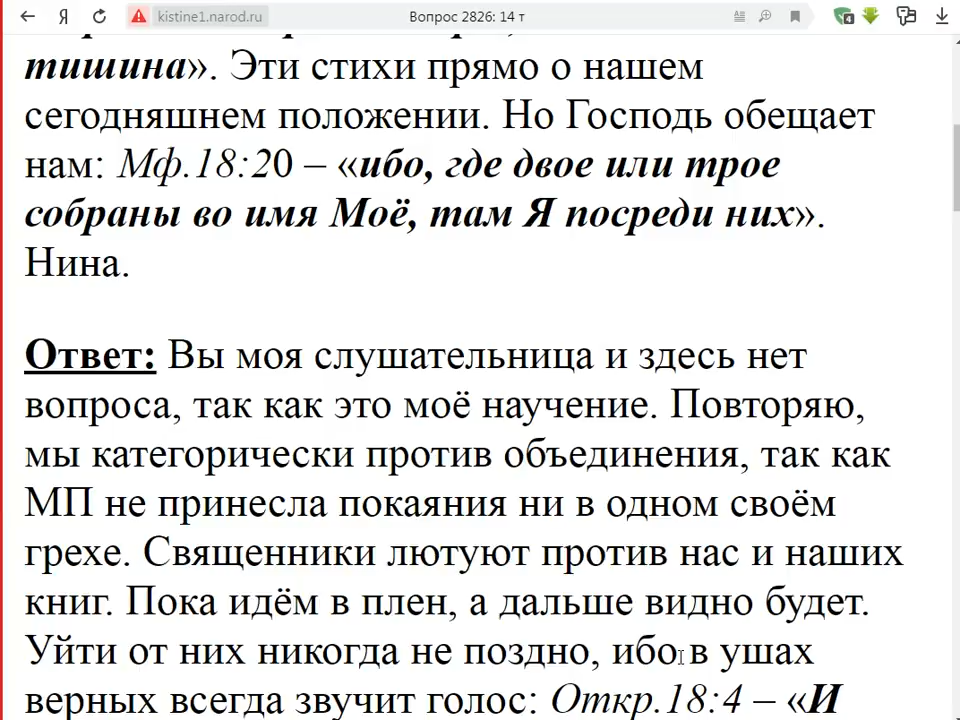 Я
kistine1.narod.ru
Вопрос 2826: 14 т
4
тишина». Эти стихи прямо о нашем
сегодняшнем положении. Но Господь обещает
нам: Мф.18:20 – «ибо, где двое или трое
собраны во имя Моё, там Я посреди них».
Нина.
Ответ: Вы моя слушательница и здесь нет
вопроса, так как это моё научение. Повторяю,
мы категорически против объединения, так как
МП не принесла покаяния ни в одном своём
грехе. Священники лютуют против нас и наших
книг. Пока идём в плен, а дальше видно будет.
Уйти от них никогда не поздно, ибо в ушах
верных всегда звучит голос: Откр.18:4 – «И